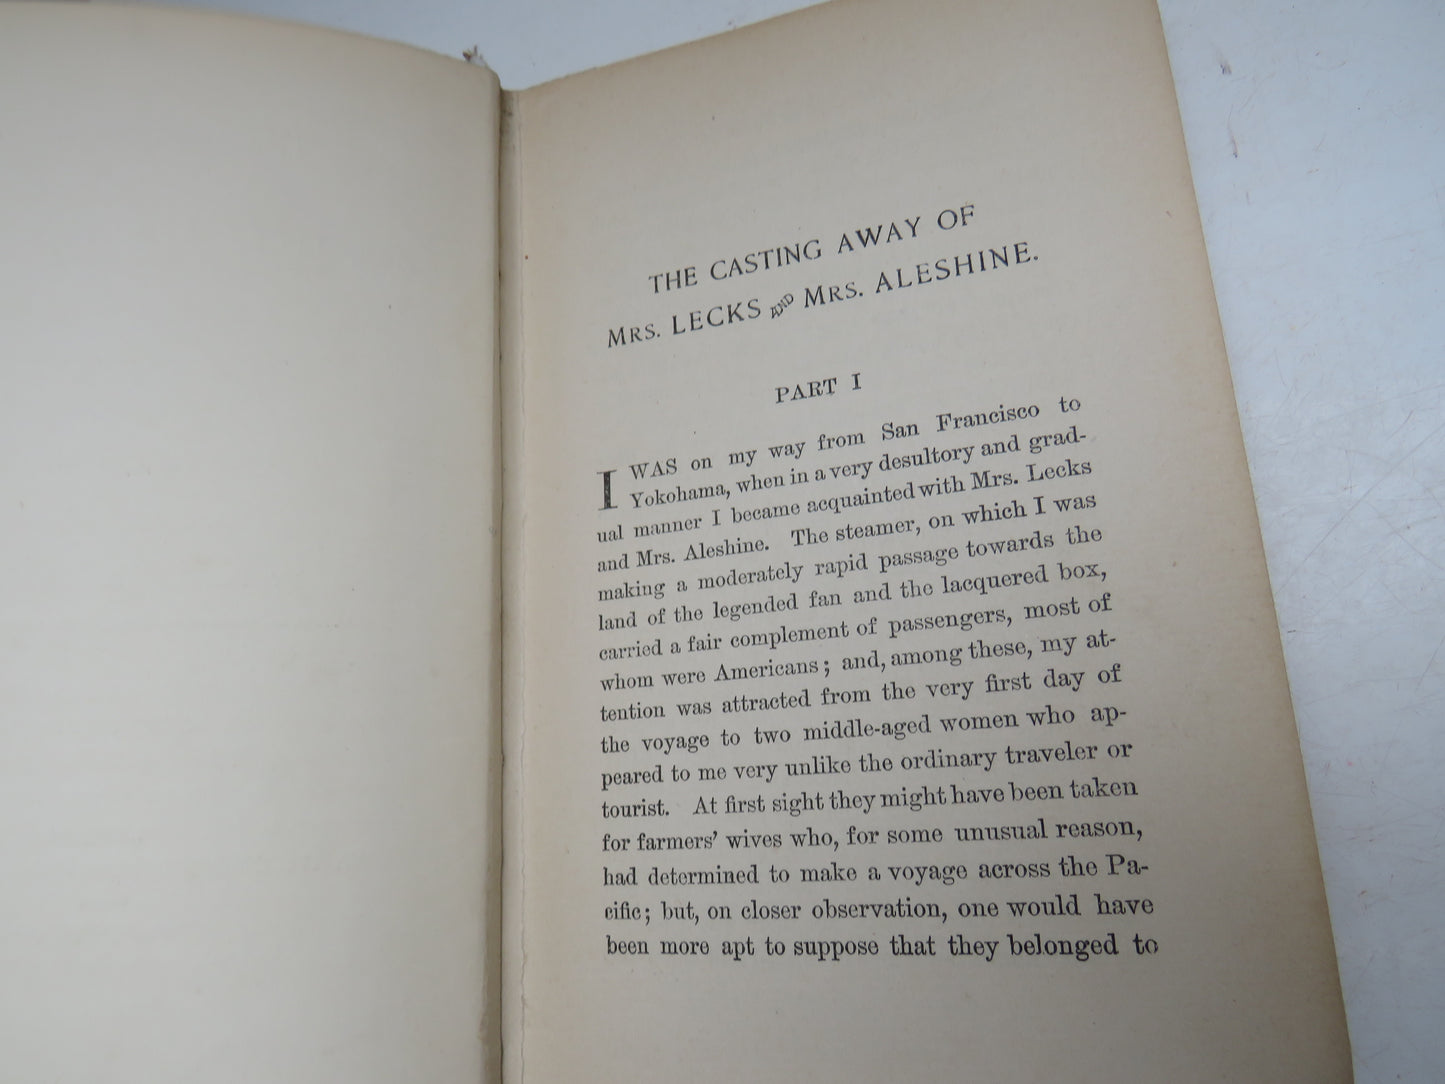 THE CASTING AWAY OF
MRS. LECKS AND MRS. ALESHINE.
PART I
I WAS on my way from San Francisco to
Yokohama, when in a very desultory and grad-
ual manner I became acquainted with Mrs. Lecks
and Mrs. Aleshine. The steamer, on which I was
making a moderately rapid passage towards the
land of the legended fan and the lacquered box,
carried a fair complement of passengers, most of
whom were Americans; and, among these, my at-
tention was attracted from the very first day of
the voyage to two middle-aged women who ap-
peared to me very unlike the ordinary traveler or
tourist. At first sight they might have been taken
for farmers' wives who, for some unusual reason,
had determined to make a voyage across the Pa-
cific; but, on closer observation, one would have
been more apt to suppose that they belonged to